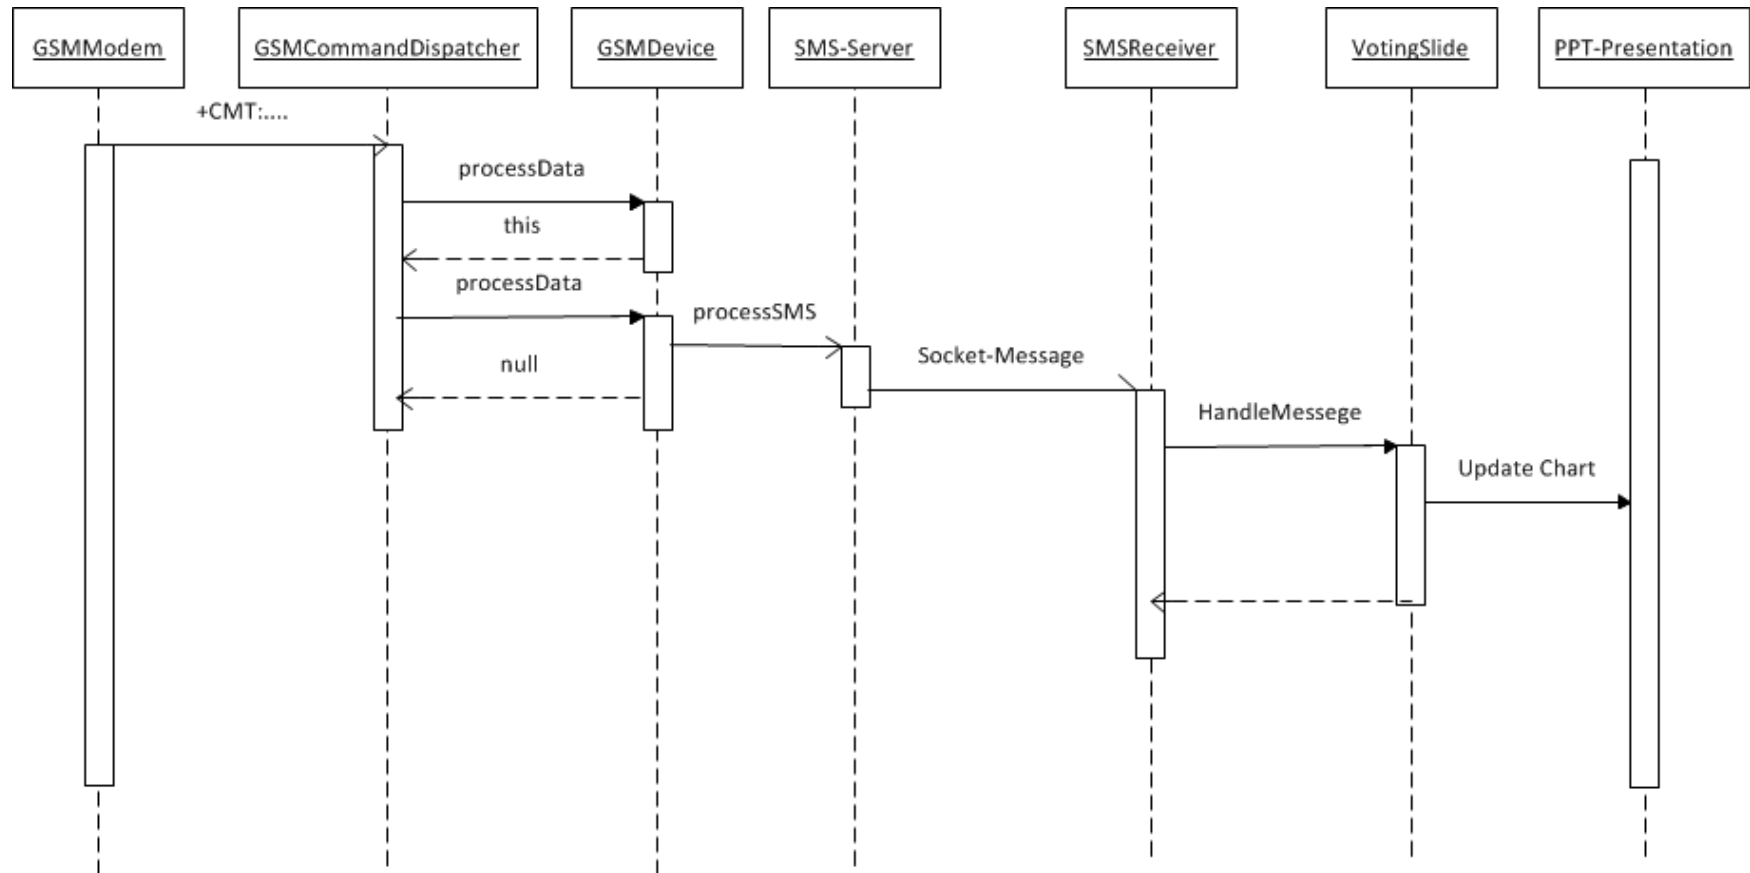 GSMModem
GSMCommandDispatcher
GSMDevice
SMS-Server
SMSReceiver
VotingSlide
PPT-Presentation
+CMT:....
processData
this
processData
processSMS
null
Socket-Message
HandleMessege
Update Chart